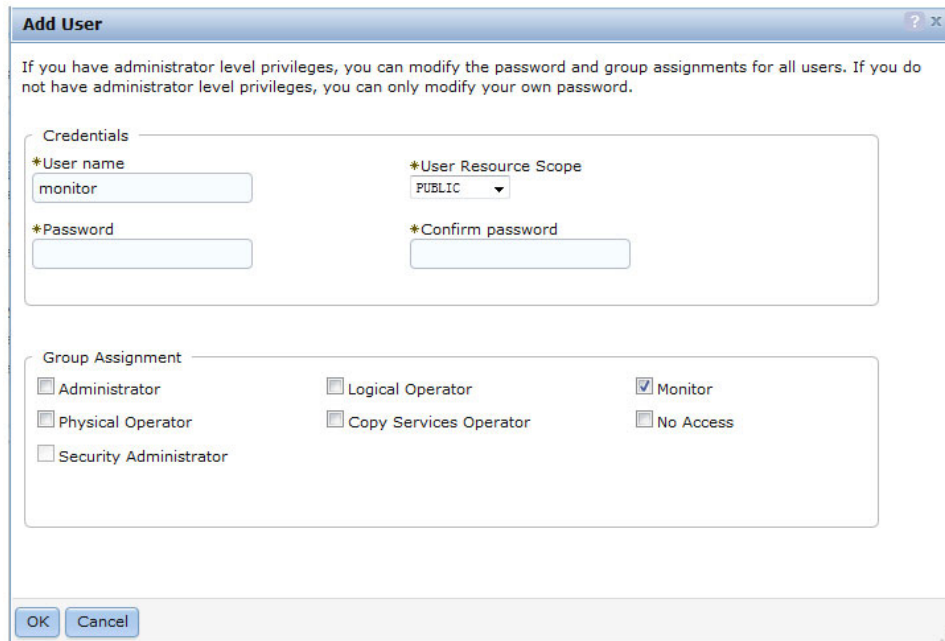 Add User
? x
If you have administrator level privileges, you can modify the password and group assignments for all users. If you do
not have administrator level privileges, you can only modify your own password.
Credentials
*User name
*User Resource Scope
monitor
PUBLIC
*Password
*Confirm password
Group Assignment
Administrator
Logical Operator
Monitor
Physical Operator
Copy Services Operator
No Access
Security Administrator
OK
Cancel